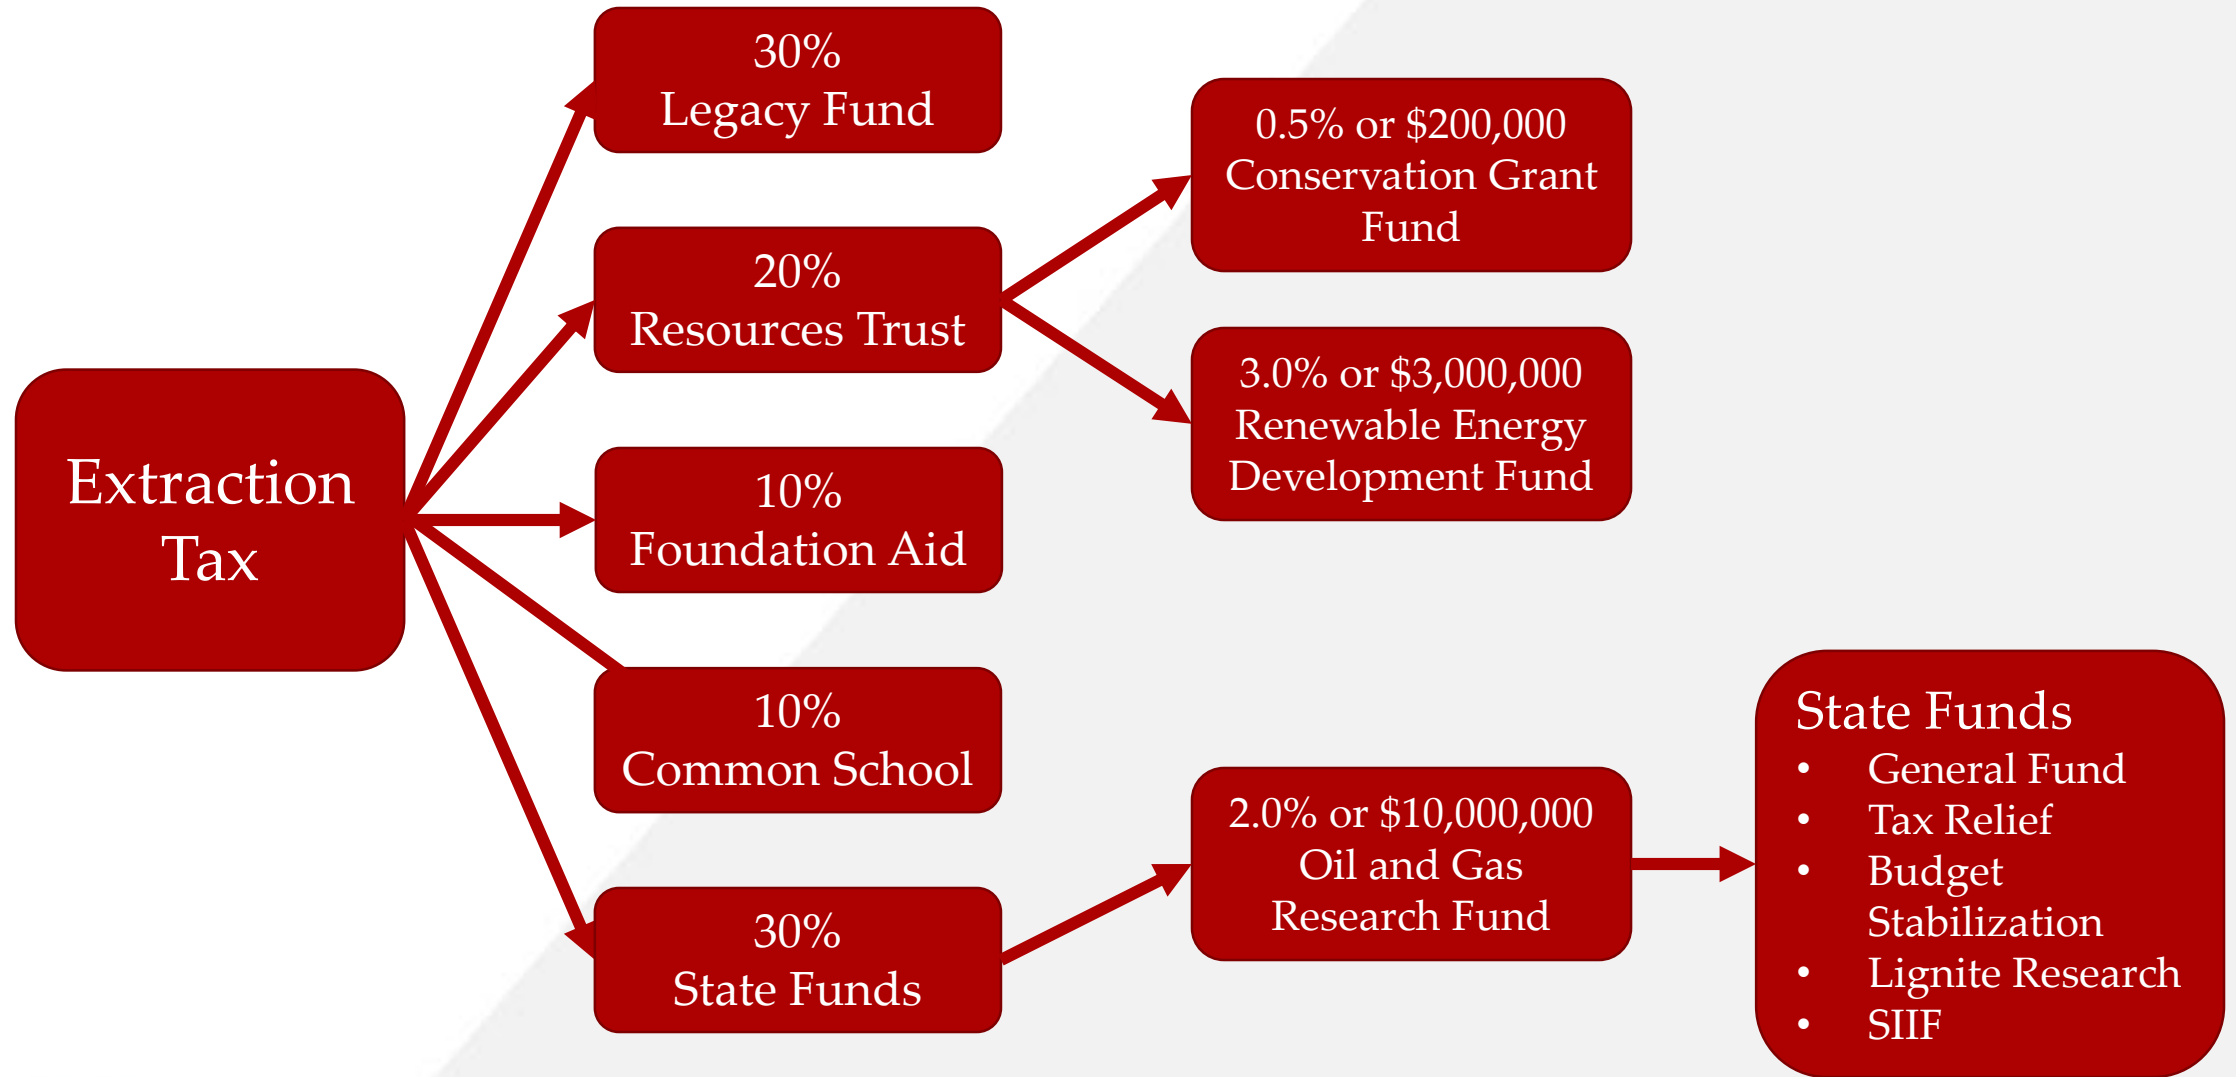 Extraction
Tax
30%
Legacy Fund
20%
Resources Trust
10%
Foundation Aid
10%
Common School
30%
State Funds
0.5% or $200,000
Conservation Grant
Fund
3.0% or $3,000,000
Renewable Energy
Development Fund
2.0% or $10,000,000
Oil and Gas
Research Fund
State Funds
• General Fund
• Tax Relief
• Budget
Stabilization
• Lignite Research
• SIIF